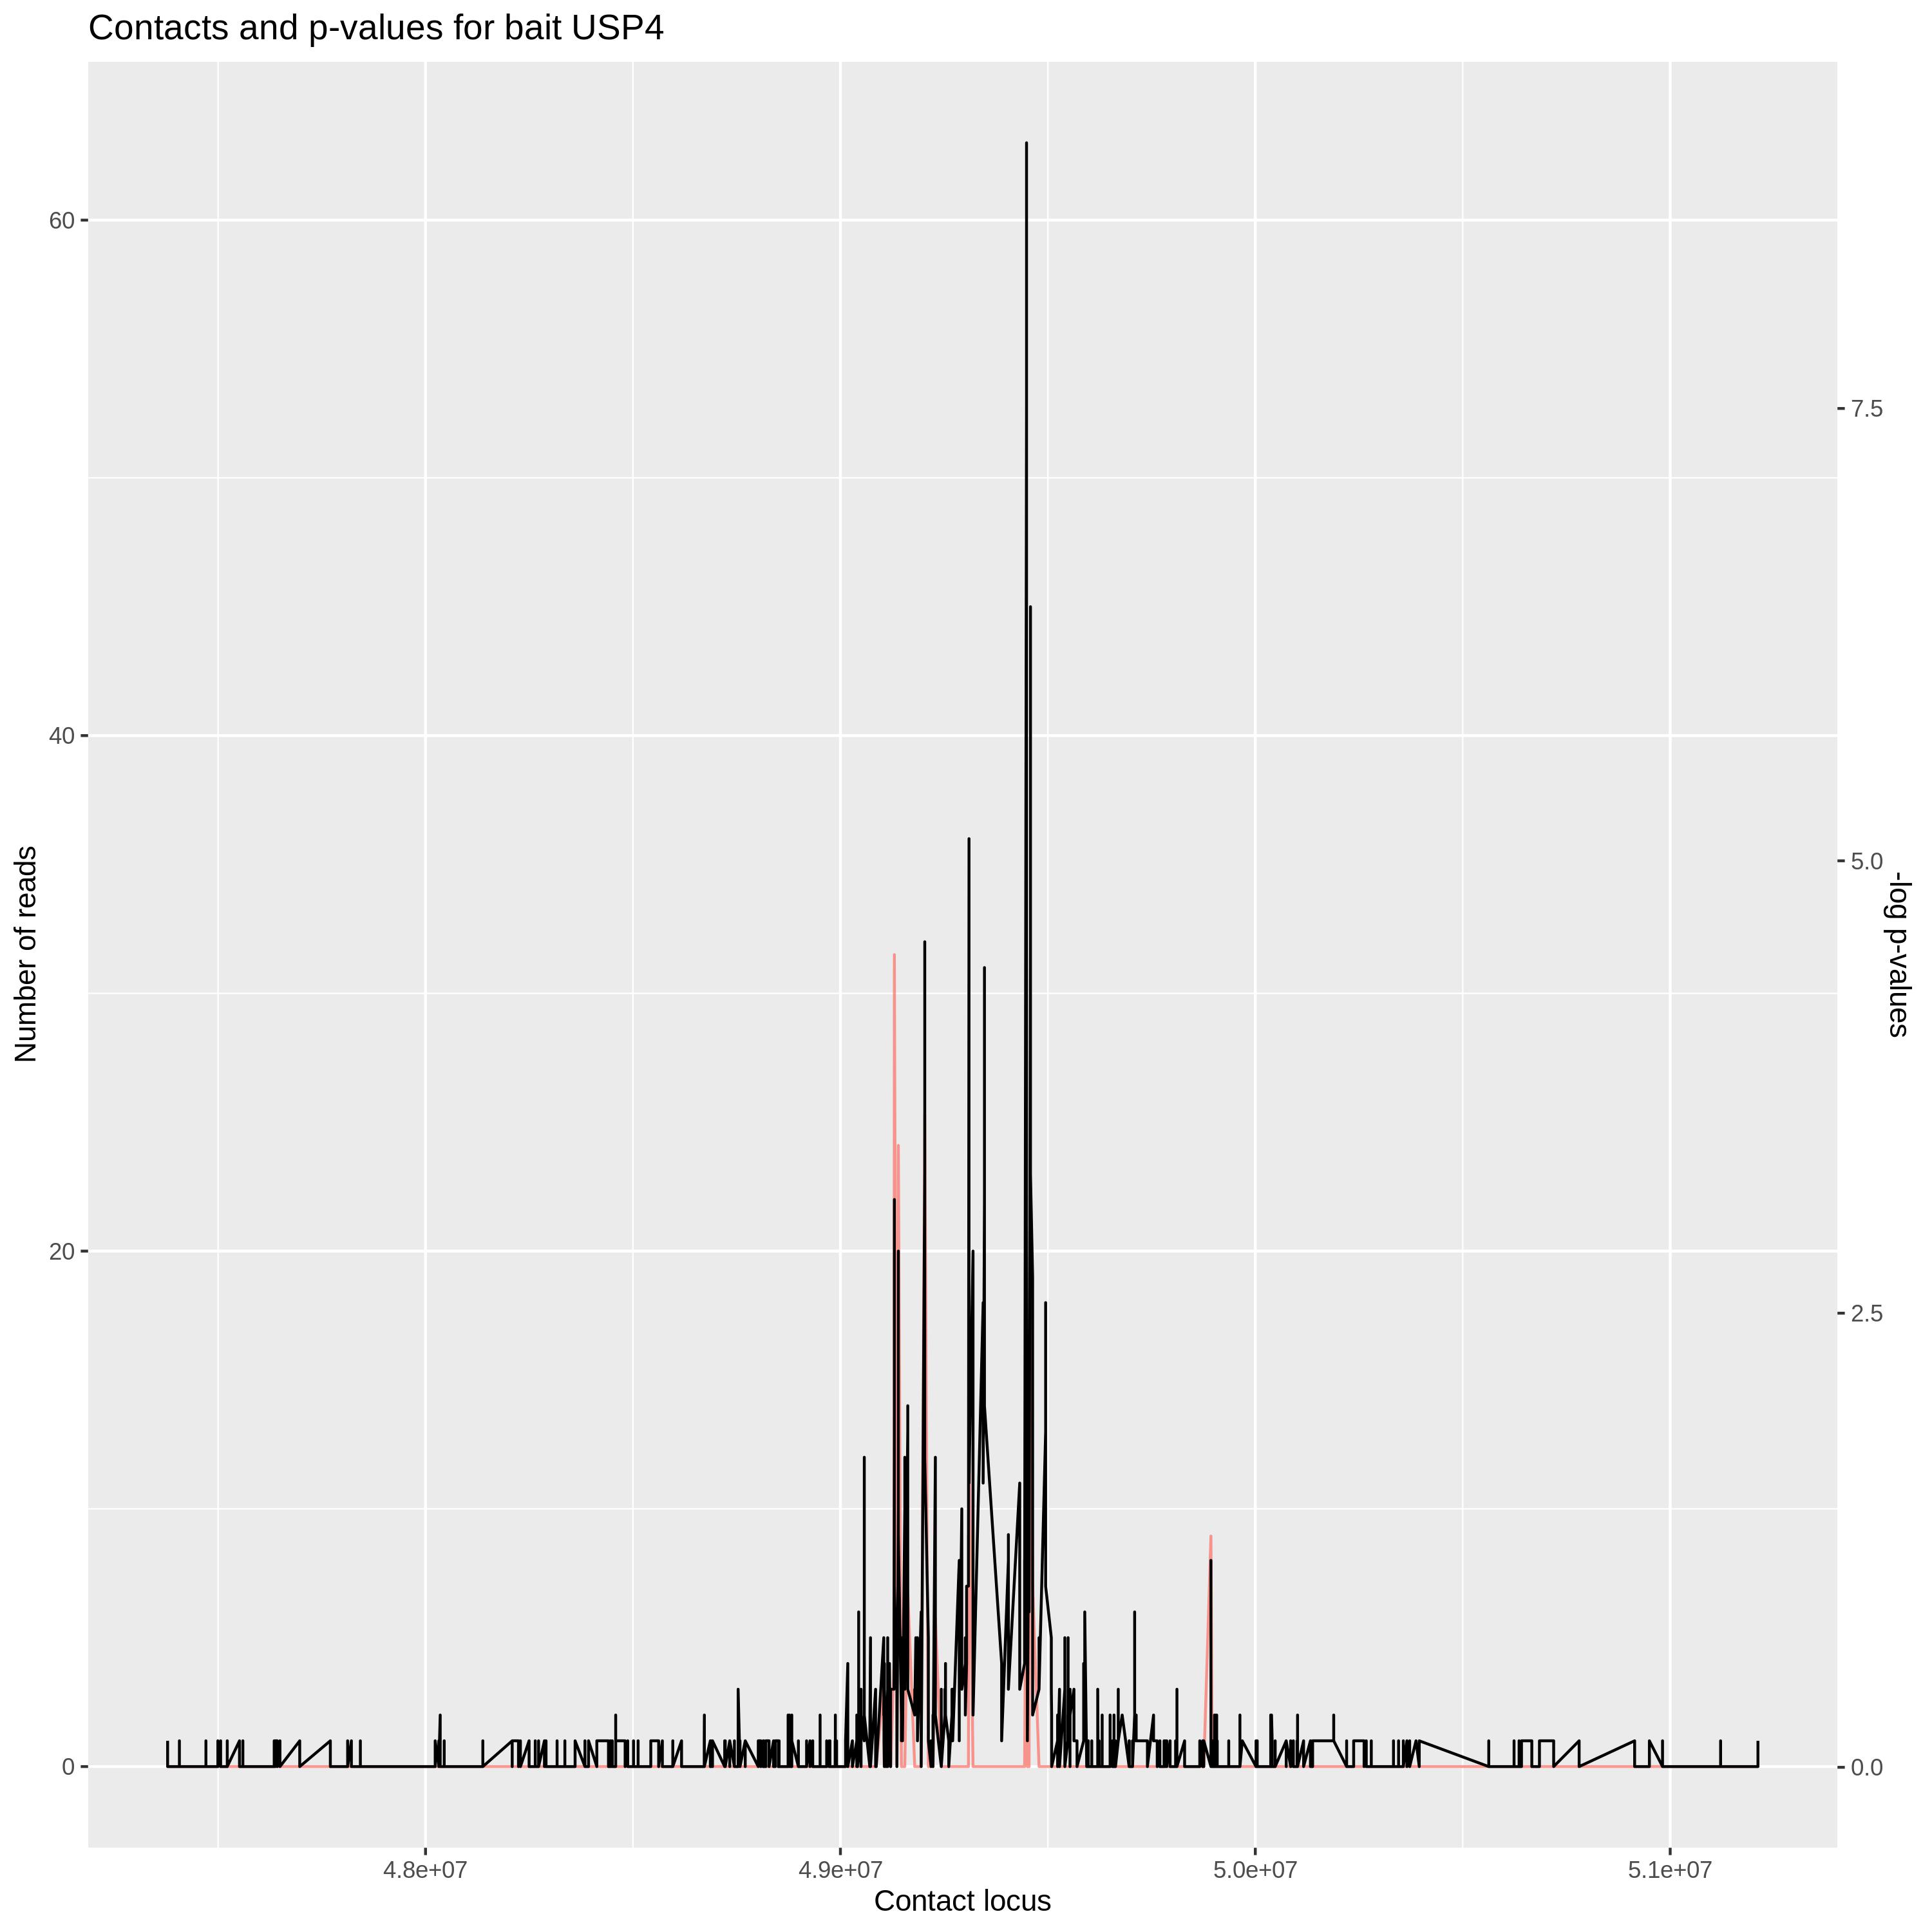 Contacts and p-values for bait USP4
60
40
20
0
Number of reads
7.5
5.0
2.5
0.0
-log p-values
4.8e+07
4.9e+07
5.0e+07
5.1e+07
Contact locus